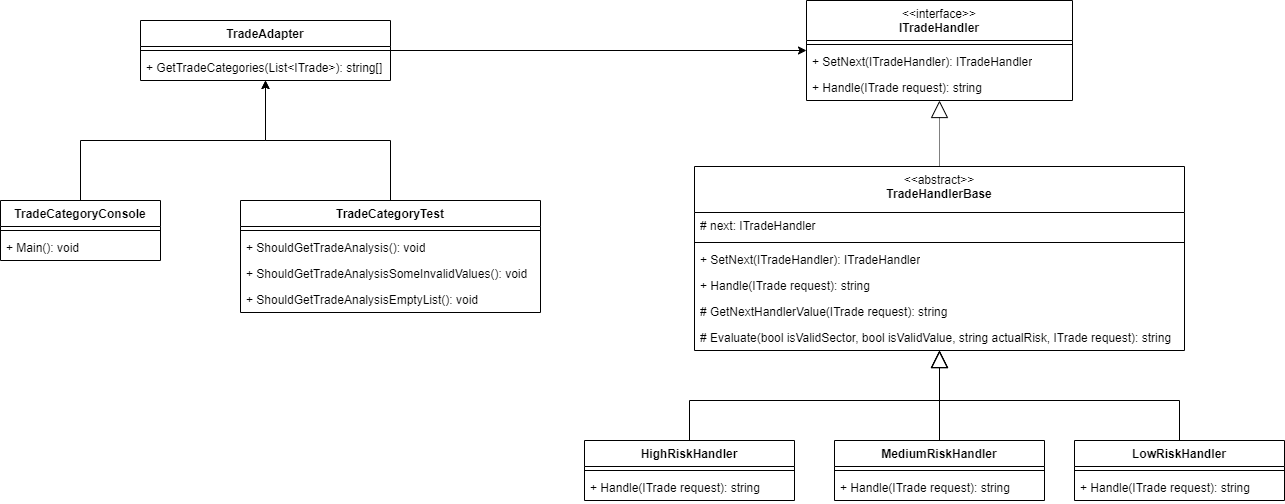 TradeAdapter
+ GetTradeCategories(List<ITrade>): string[]
<<interface>>
ITradeHandler
+ SetNext(ITradeHandler): ITradeHandler
+ Handle(ITrade request): string
TradeCategoryConsole
+ Main(): void
TradeCategoryTest
+ ShouldGetTradeAnalysis(): void
+ ShouldGetTradeAnalysisSomeInvalidValues(): void
+ ShouldGetTradeAnalysisEmptyList(): void
<<abstract>>
TradeHandlerBase
# next: ITradeHandler
+ SetNext(ITradeHandler): ITradeHandler
+ Handle(ITrade request): string
# GetNextHandlerValue(ITrade request): string
# Evaluate(bool isValidSector, bool isValidValue, string actualRisk, ITrade request): string
HighRiskHandler
+ Handle(ITrade request): string
MediumRiskHandler
+ Handle(ITrade request): string
LowRiskHandler
+ Handle(ITrade request): string